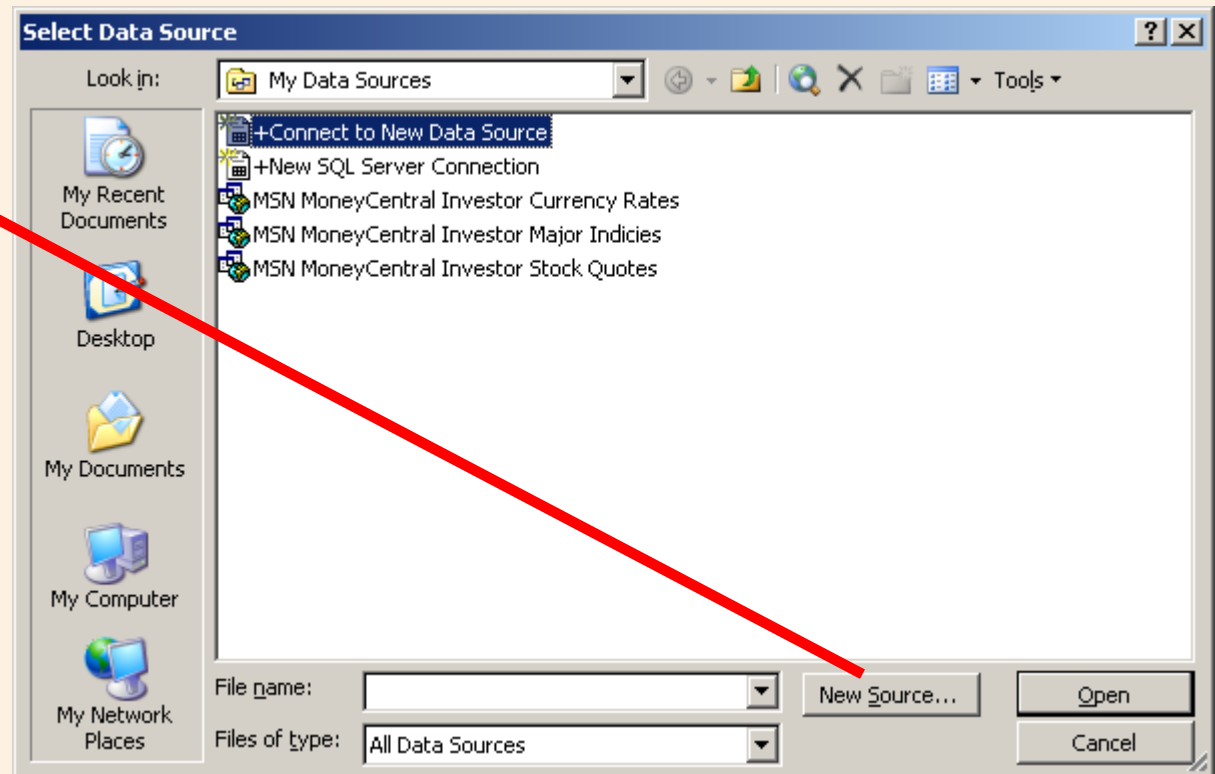 Select Data Source
Look in:
My Data Sources
Tools
My Recent
Documents
Desktop
My Documents
My Computer
My Network
Places
+Connect to New Data Source
+New SQL Server Connection
MSN MoneyCentral Investor Currency Rates
MSN MoneyCentral Investor Major Indicies
MSN MoneyCentral Investor Stock Quotes
File name:
New Source...
Open
Files of type:
All Data Sources
Cancel